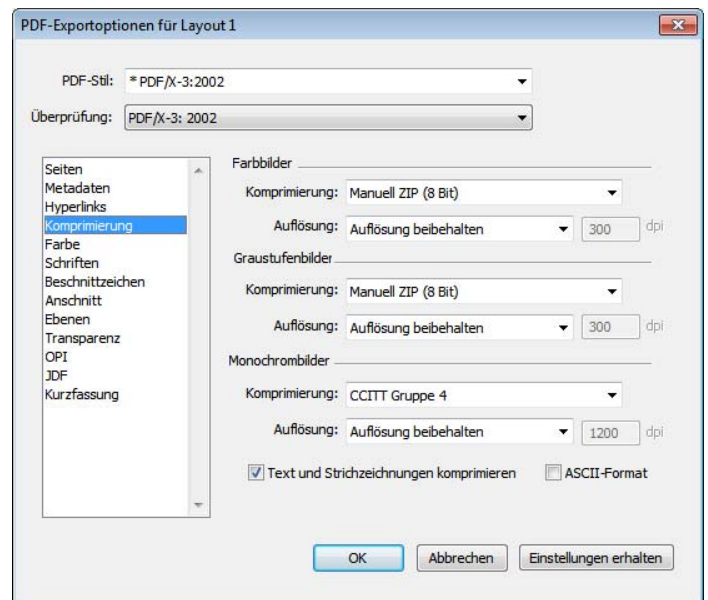 PDF-Exportoptionen für Layout 1
PDF-Stil: * PDF/X-3:2002
Überprüfung: PDF/X-3: 2002
Seiten
Metadaten
Hyperlinks
Komprimierung
Farbe
Schriften
Beschnittzeichen
Anschnitt
Ebenen
Transparenz
OPI
JDF
Kurzfassung
Farbbilder
Komprimierung: Manuell ZIP (8 Bit)
Auflösung: Auflösung beibehalten 300 dpi
Graustufenbilder
Komprimierung: Manuell ZIP (8 Bit)
Auflösung: Auflösung beibehalten 300 dpi
Monochrombilder
Komprimierung: CCITT Gruppe 4
Auflösung: Auflösung beibehalten 1200 dpi
Text und Strichzeichnungen komprimieren ASCII-Format
OK Abbrechen Einstellungen erhalten